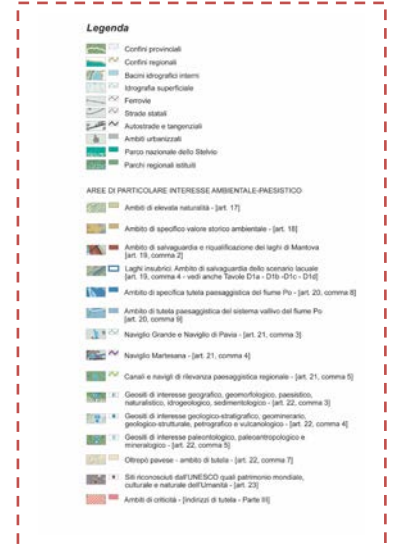 Legenda
Confini provinciali
Confini regionali
Bacini idrografici interni
Idrografia superficiale
Ferrovie
Strade statali
Autostrade e tangenziali
Ambiti urbanizzati
Parco nazionale dello Stelvio
Parchi regionali istituiti
AREE DI PARTICOLARE INTERESSE AMBIENTALE-PAESISTICO
Ambiti di elevata naturalità - [art. 17]
Ambito di specifico valore storico ambientale - [art. 18]
Ambito di salvaguardia e riqualificazione dei laghi di Mantova
[art. 19, comma 2]
Laghi insubrici. Ambito di salvaguardia dello scenario lacuale
[art. 19, comma 4 - vedi anche Tavole D1a - D1b -D1c - D1d]
Ambito di specifica tutela paesaggistica del fiume Po - [art. 20, comma 8]
Ambito di tutela paesaggistica del sistema vallivo del fiume Po
[art. 20, comma 9]
Naviglio Grande e Naviglio di Pavia - [art. 21, comma 3]
Naviglio Martesana - [art. 21, comma 4]
Canali e navigli di rilevanza paesaggistica regionale - [art. 21, comma 5]
Geositi di interesse geografico, geomorfologico, paesistico,
naturalistico, idrogeologico, sedimentologico - [art. 22, comma 3]
Geositi di interesse geologico-stratigrafico, geominerario,
geologico-strutturale, petrografico e vulcanologico - [art. 22, comma 4]
Geositi di interesse paleontologico, paleoantropologico e
mineralogico - [art. 22, comma 5]
Oltrepò pavese - ambito di tutela - [art. 22, comma 7]
Siti riconosciuti dall'UNESCO quali patrimonio mondiale,
culturale e naturale dell'Umanità - [art. 23]
Ambiti di criticità - [indirizzi di tutela - Parte III]